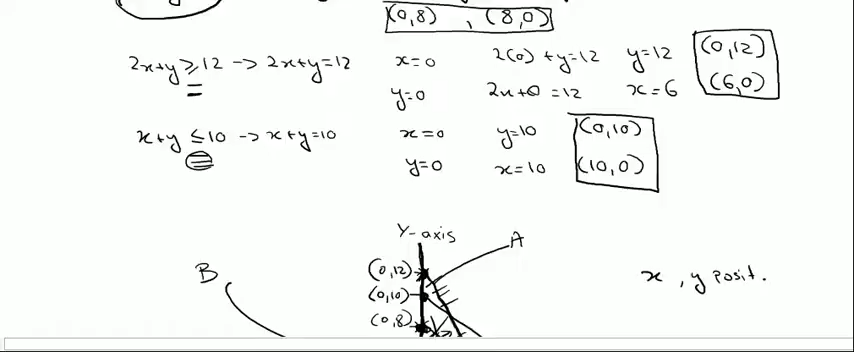 (0,8) , (8,0)
2x+y ≥ 12 -> 2x+y=12 x=0 2(0)+y=12 y=12 (0,12)
y=0 2x+0=12 x=6 (6,0)
x+y ≤ 10 -> x+y=10 x=0 y=10 (0,10)
y=0 x=10 (10,0)
Y-axis
A
B
(0,12)
x , y posit.
(0,10)
(0,8)